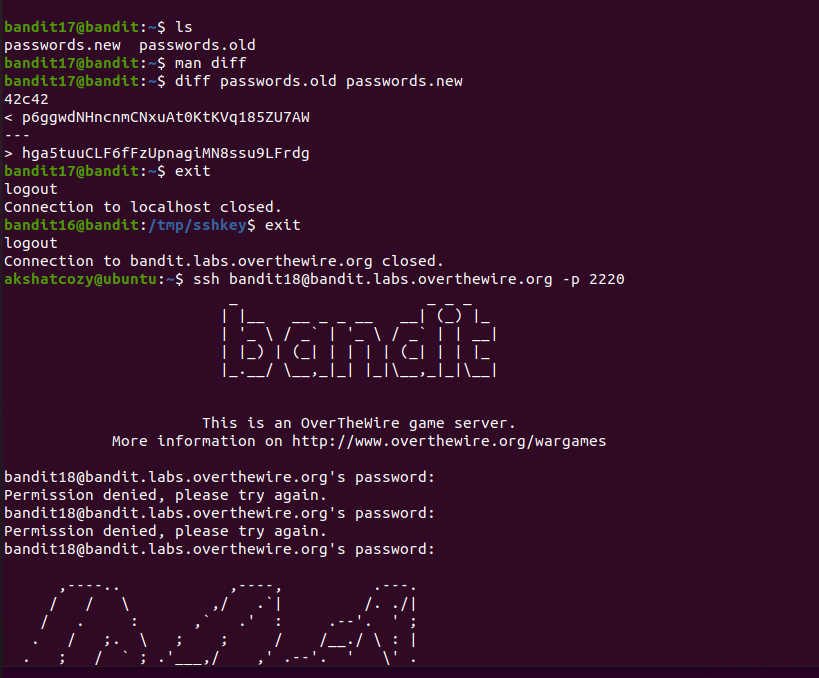 bandit17@bandit:~$ ls
passwords.new  passwords.old
bandit17@bandit:~$ man diff
bandit17@bandit:~$ diff passwords.old passwords.new
42c42
< p6ggwdNHncnmCNxuAt0KtKVq185ZU7AW
---
> hga5tuuCLF6fFzUpnagiMN8ssu9LFrdg
bandit17@bandit:~$ exit
logout
Connection to localhost closed.
bandit16@bandit:/tmp/sshkey$ exit
logout
Connection to bandit.labs.overthewire.org closed.
akshatcozy@ubuntu:~$ ssh bandit18@bandit.labs.overthewire.org -p 2220
bandit
This is an OverTheWire game server.
More information on http://www.overthewire.org/wargames
bandit18@bandit.labs.overthewire.org's password:
Permission denied, please try again.
bandit18@bandit.labs.overthewire.org's password:
Permission denied, please try again.
bandit18@bandit.labs.overthewire.org's password: